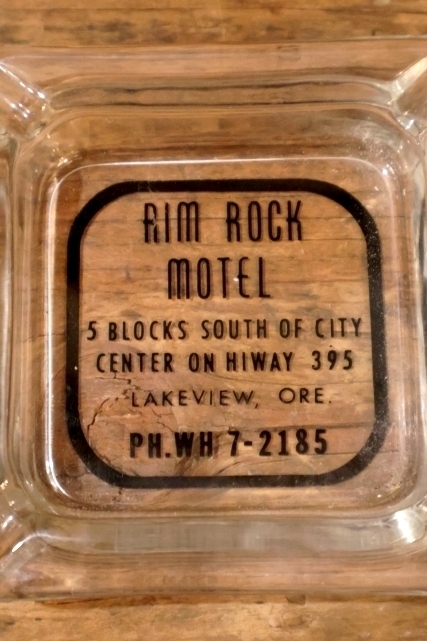 RIM ROCK
MOTEL
5 BLOCKS SOUTH OF CITY
CENTER ON HIWAY 395
LAKEVIEW, ORE.
PH.WH 7-2185